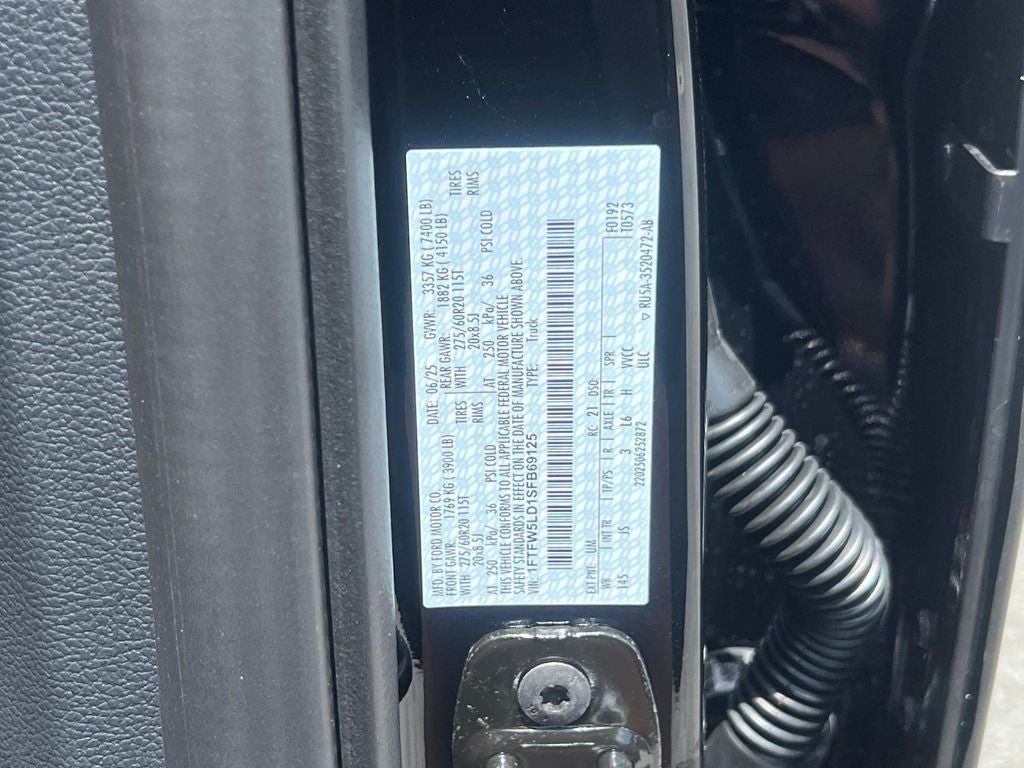 MFD. BY FORD MOTOR CO.
DATE: 06/25 GVWR: 3357 KG ( 7400 LB)
FRONT GAWR: 1769 KG ( 3900 LB) REAR GAWR: 1882 KG ( 4150 LB)
WITH 275/60R20 115T TIRES WITH 275/60R20 115T TIRES
20x8.5J RIMS 20x8.5J RIMS
AT 250 kPa/ 36 PSI COLD AT 250 kPa/ 36 PSI COLD
THIS VEHICLE CONFORMS TO ALL APPLICABLE FEDERAL MOTOR VEHICLE
SAFETY STANDARDS IN EFFECT ON THE DATE OF MANUFACTURE SHOWN ABOVE.
VIN: 1FTFW5LD1SFB69125 TYPE: Truck
EXT PNT: UM RC: 21 DSO: F0192
WB INT TR TP/PS R AXLE TR SPR T0573
145 JS 3 L6 H VVCC
2202506252872 ULC ▽ RU5A-3520472-AB